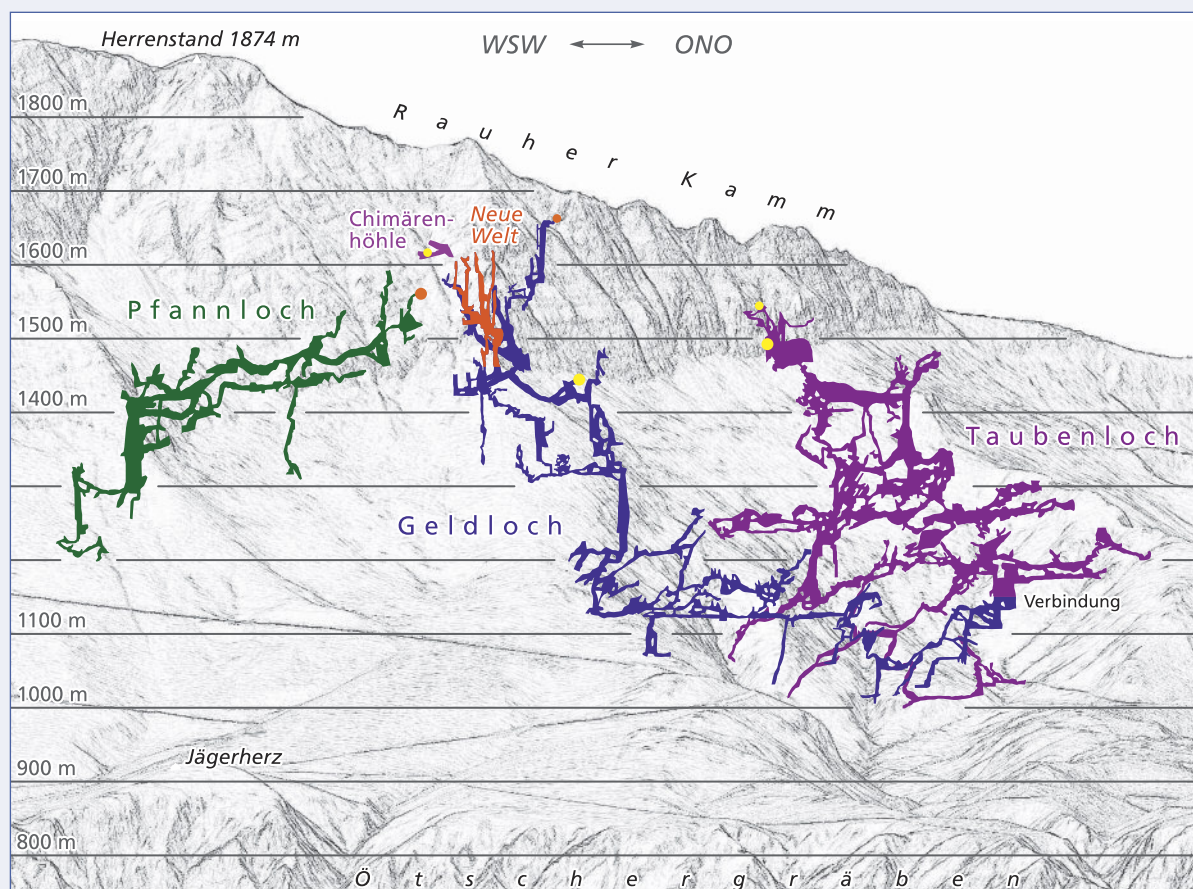 Herrenstand 1874 m
WSW ONO
1800 m
Rauher Kamm
1700 m
Chimären-
höhle
Neue
Welt
1600 m
Pfannloch
1500 m
1400 m
Taubenloch
Geldloch
Verbindung
1100 m
1000 m
Jägerherz
900 m
800 m
Ötschergräben